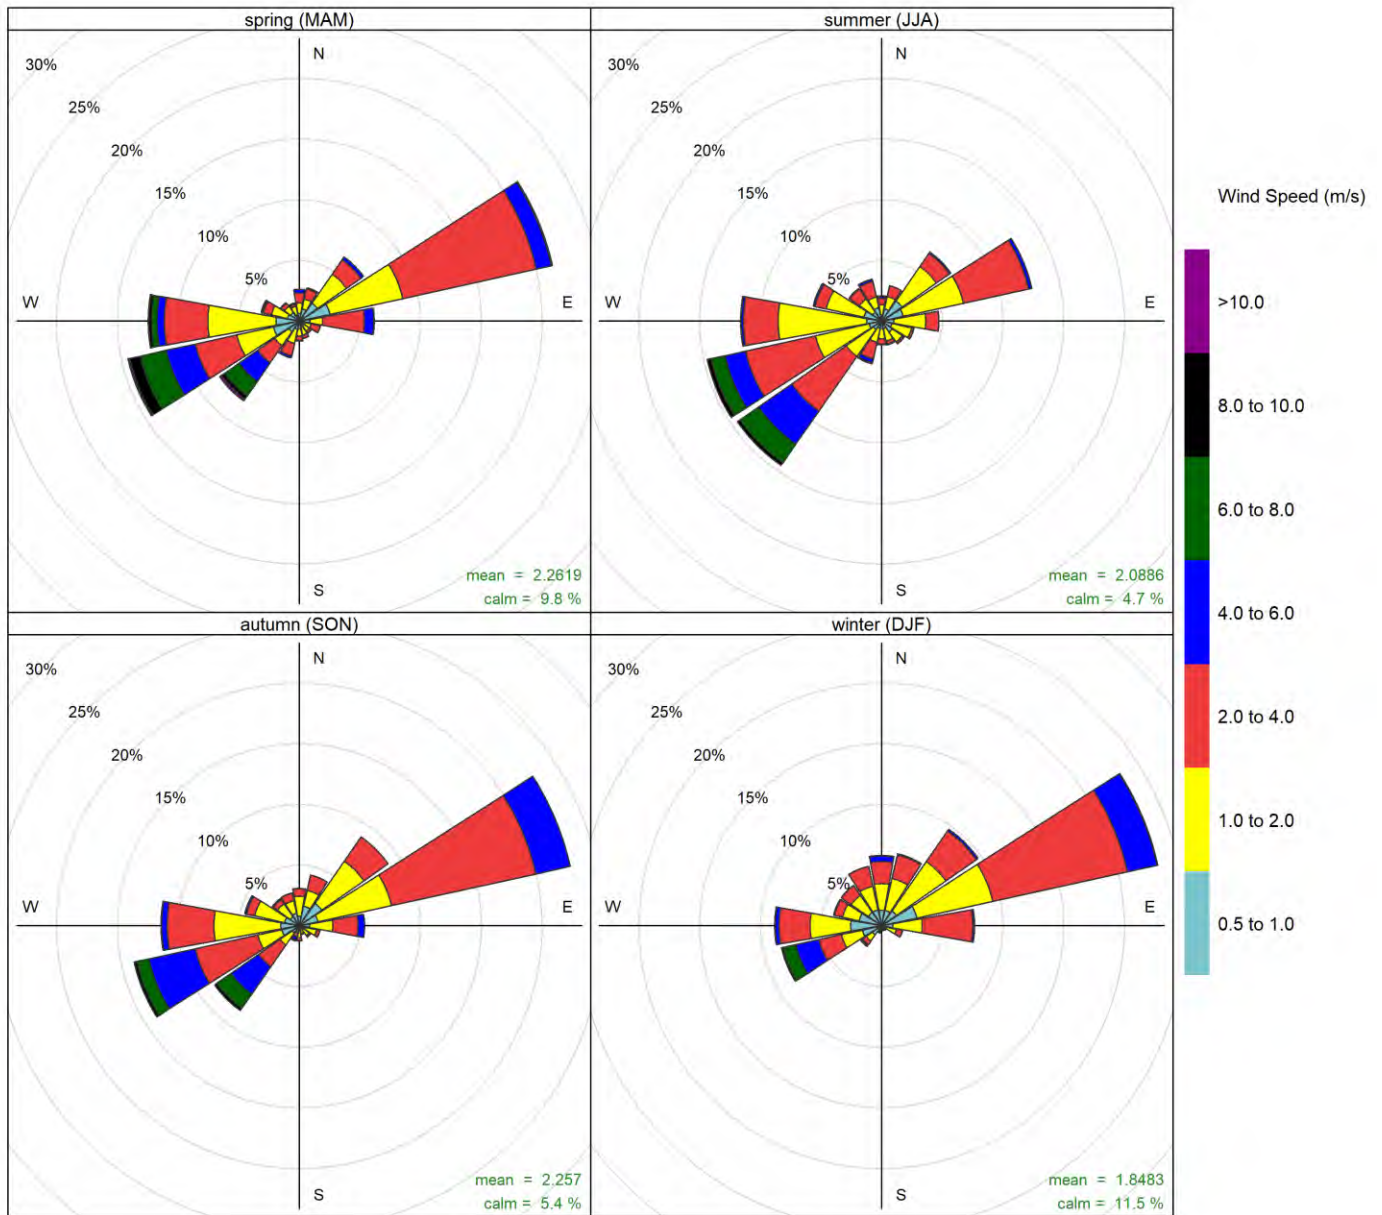 spring (MAM)
N
30%
25%
20%
15%
10%
5%
W
E
S
mean = 2.2619
calm = 9.8 %
summer (JJA)
N
30%
25%
20%
15%
10%
5%
W
E
S
mean = 2.0886
calm = 4.7 %
autumn (SON)
N
30%
25%
20%
15%
10%
5%
W
E
S
mean = 2.257
calm = 5.4 %
winter (DJF)
N
30%
25%
20%
15%
10%
5%
W
E
S
mean = 1.8483
calm = 11.5 %
Wind Speed (m/s)
>10.0
8.0 to 10.0
6.0 to 8.0
4.0 to 6.0
2.0 to 4.0
1.0 to 2.0
0.5 to 1.0